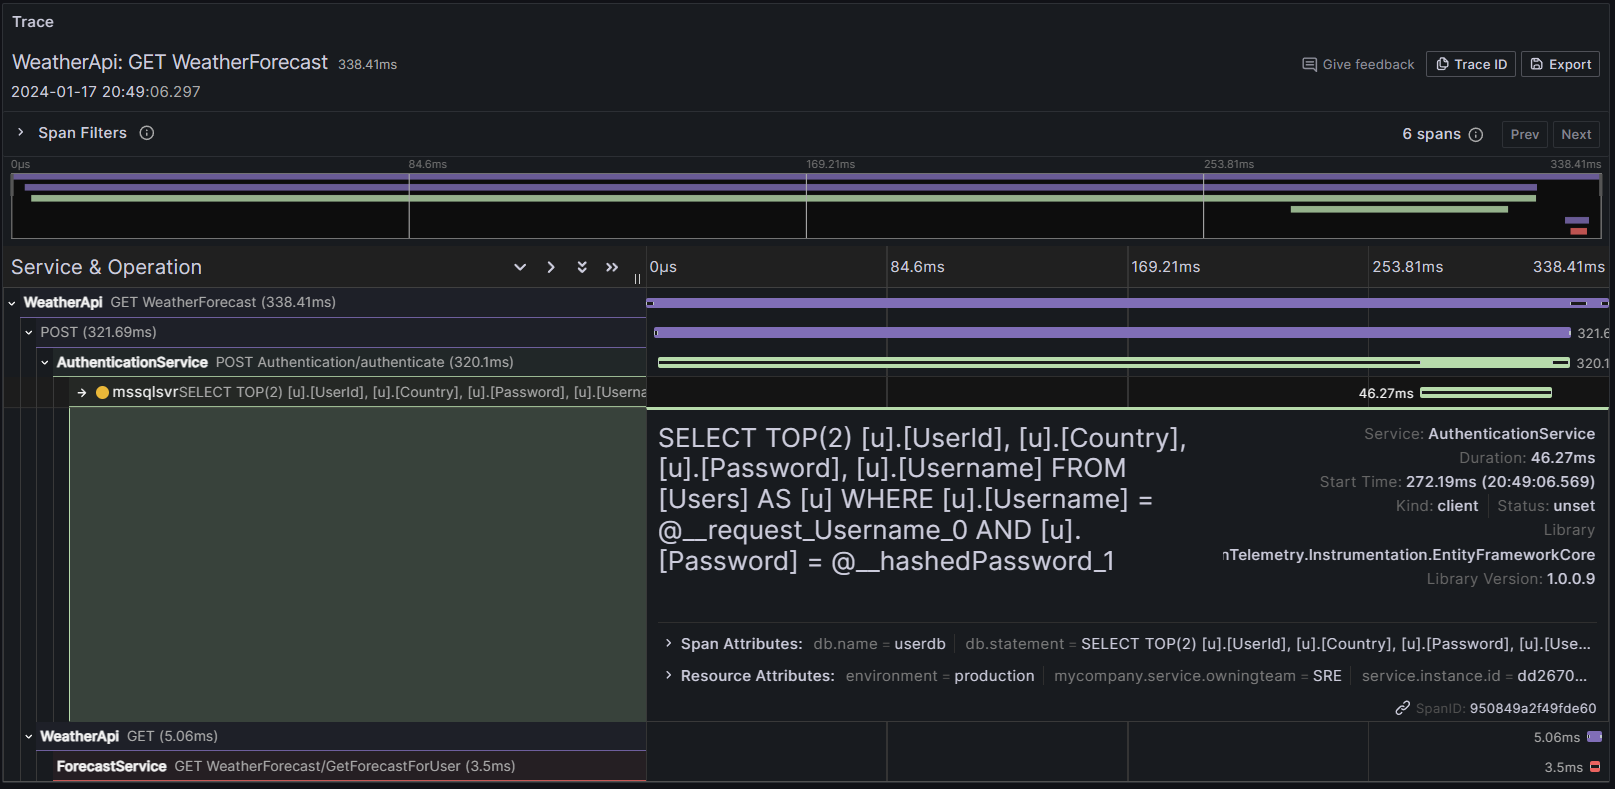 Trace
WeatherApi: GET WeatherForecast 338.41ms
Give feedback Trace ID Export
2024-01-17 20:49:06.297
Span Filters
6 spans Prev Next
0μs 84.6ms 169.21ms 253.81ms 338.41ms
Service & Operation 0μs 84.6ms 169.21ms 253.81ms 338.41ms
WeatherApi GET WeatherForecast (338.41ms)
POST (321.69ms) 321.6
AuthenticationService POST Authentication/authenticate (320.1ms) 320.1
mssqlsvrSELECT TOP(2) [u].[UserId], [u].[Country], [u].[Password], [u].[Userna 46.27ms
SELECT TOP(2) [u].[UserId], [u].[Country],
[u].[Password], [u].[Username] FROM
[Users] AS [u] WHERE [u].[Username] =
@__request_Username_0 AND [u].
[Password] = @__hashedPassword_1
Service: AuthenticationService
Duration: 46.27ms
Start Time: 272.19ms (20:49:06.569)
Kind: client Status: unset
Library
nTelemetry.Instrumentation.EntityFrameworkCore
Library Version: 1.0.0.9
Span Attributes: db.name = userdb db.statement = SELECT TOP(2) [u].[UserId], [u].[Country], [u].[Password], [u].[Use...
Resource Attributes: environment = production mycompany.service.owningteam = SRE service.instance.id = dd2670...
SpanID: 950849a2f49fde60
WeatherApi GET (5.06ms) 5.06ms
ForecastService GET WeatherForecast/GetForecastForUser (3.5ms) 3.5ms